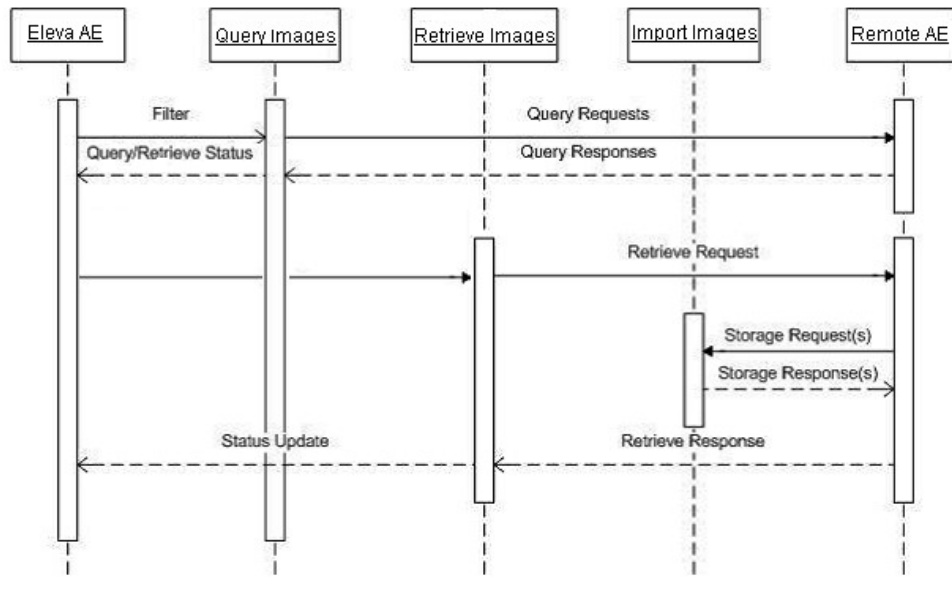 Eleva AE
Query Images
Retrieve Images
Import Images
Remote AE
Filter
Query Requests
Query/Retrieve Status
Query Responses
Retrieve Request
Storage Request(s)
Storage Response(s)
Status Update
Retrieve Response